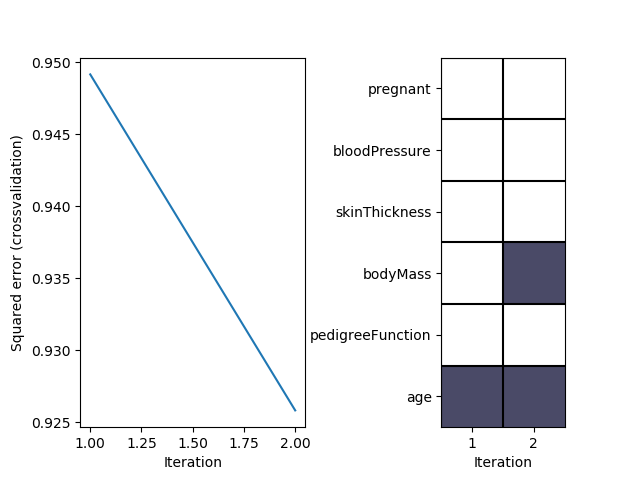 Squared error (crossvalidation)
0.950
0.945
0.940
0.935
0.930
0.925
1.00 1.25 1.50 1.75 2.00
Iteration
pregnant
bloodPressure
skinThickness
bodyMass
pedigreeFunction
age
1 2
Iteration